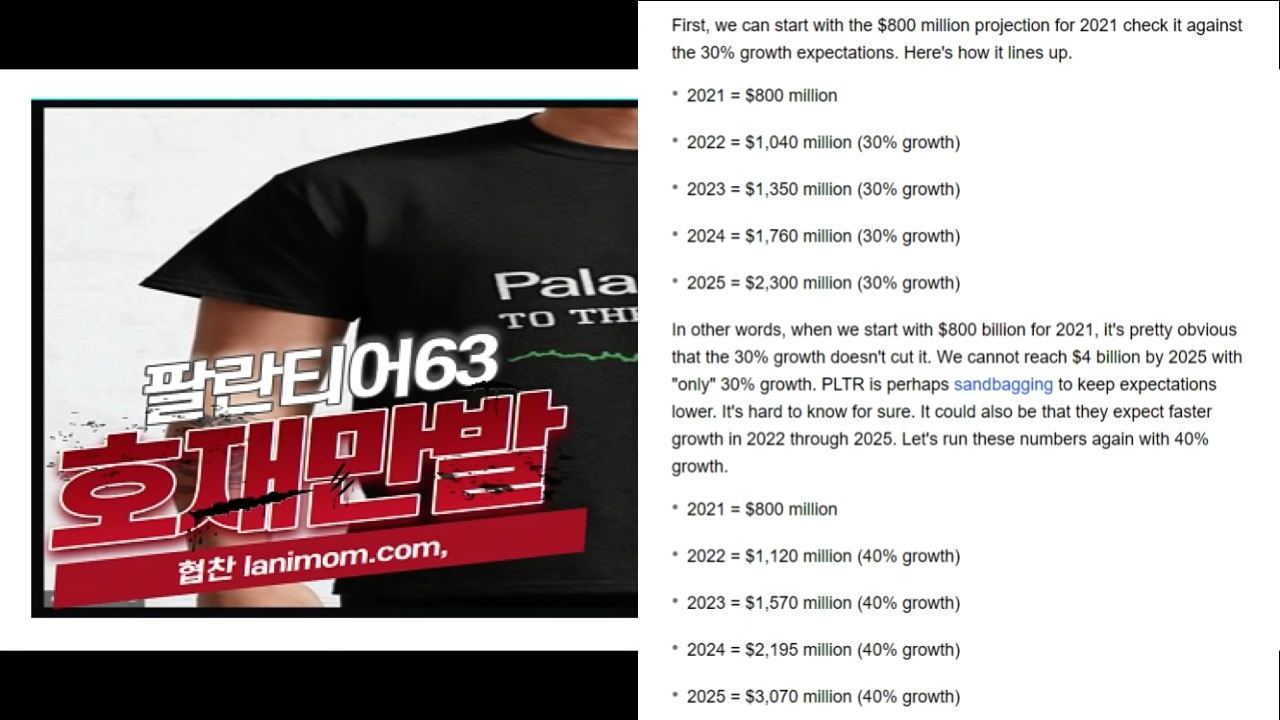 Pala
TO THE
팔란티어63
호재만발
협찬 lanimom.com,
First, we can start with the $800 million projection for 2021 check it against
the 30% growth expectations. Here's how it lines up.
* 2021 = $800 million
* 2022 = $1,040 million (30% growth)
* 2023 = $1,350 million (30% growth)
* 2024 = $1,760 million (30% growth)
* 2025 = $2,300 million (30% growth)
In other words, when we start with $800 billion for 2021, it's pretty obvious
that the 30% growth doesn't cut it. We cannot reach $4 billion by 2025 with
"only" 30% growth. PLTR is perhaps sandbagging to keep expectations
lower. It's hard to know for sure. It could also be that they expect faster
growth in 2022 through 2025. Let's run these numbers again with 40%
growth.
* 2021 = $800 million
* 2022 = $1,120 million (40% growth)
* 2023 = $1,570 million (40% growth)
* 2024 = $2,195 million (40% growth)
* 2025 = $3,070 million (40% growth)